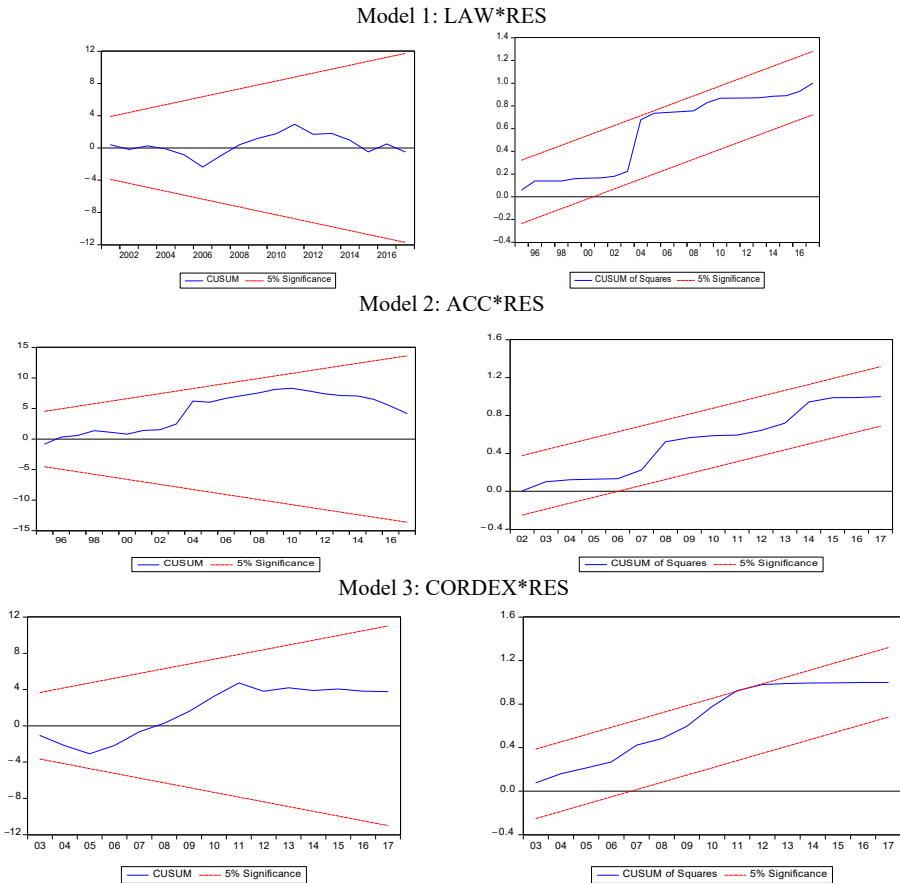 Model 1: LAW*RES
12
8
4
0
−4
−8
−12
2002 2004 2006 2008 2010 2012 2014 2016
CUSUM 5% Significance
1.4
1.2
1.0
0.8
0.6
0.4
0.2
0.0
−0.2
−0.4
96 98 00 02 04 06 08 10 12 14 16
CUSUM of Squares 5% Significance
Model 2: ACC*RES
15
10
5
0
−5
−10
−15
96 98 00 02 04 06 08 10 12 14 16
CUSUM 5% Significance
1.6
1.2
0.8
0.4
0.0
−0.4
02 03 04 05 06 07 08 09 10 11 12 13 14 15 16 17
CUSUM of Squares 5% Significance
Model 3: CORDEX*RES
12
8
4
0
−4
−8
−12
03 04 05 06 07 08 09 10 11 12 13 14 15 16 17
CUSUM 5% Significance
1.6
1.2
0.8
0.4
0.0
−0.4
03 04 05 06 07 08 09 10 11 12 13 14 15 16 17
CUSUM of Squares 5% Significance